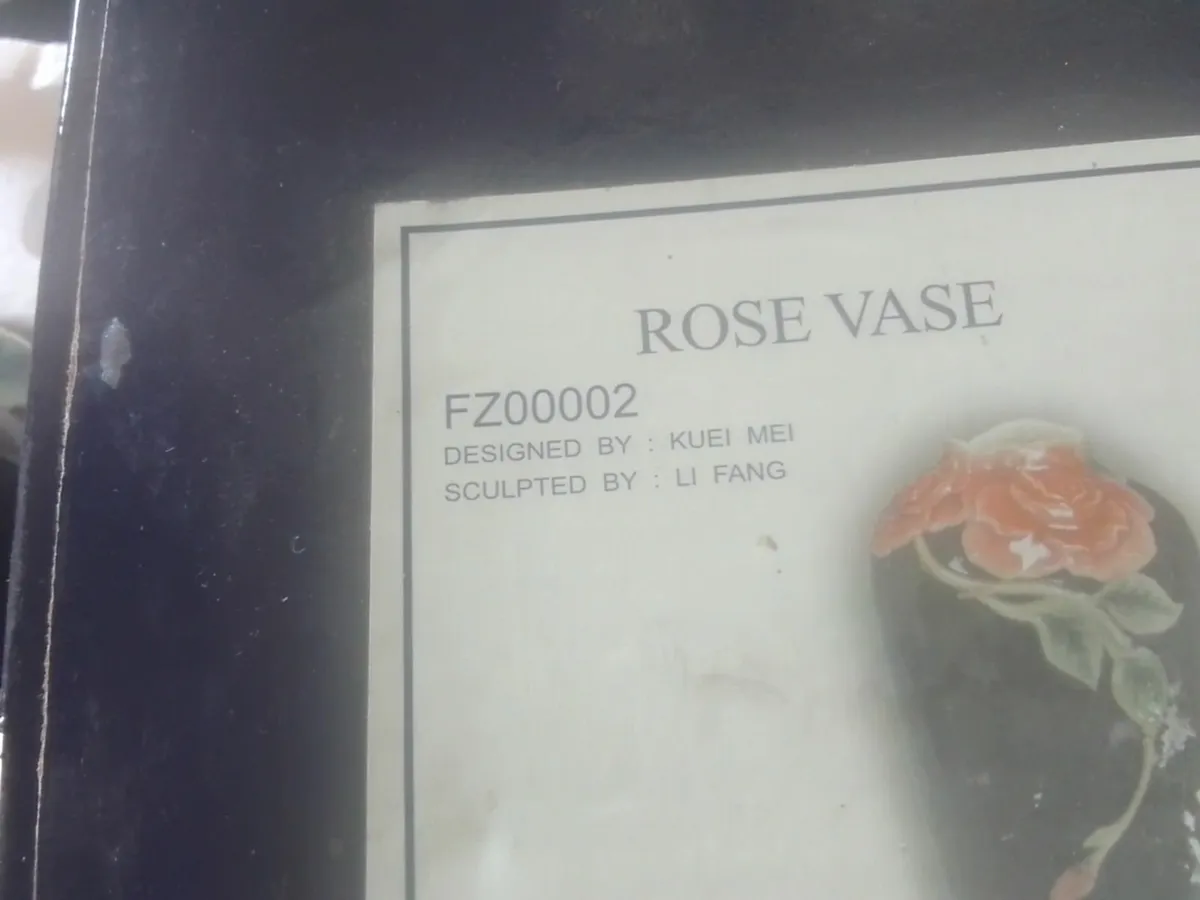 ROSE VASE
FZ00002
DESIGNED BY : KUEI MEI
SCULPTED BY : LI FANG